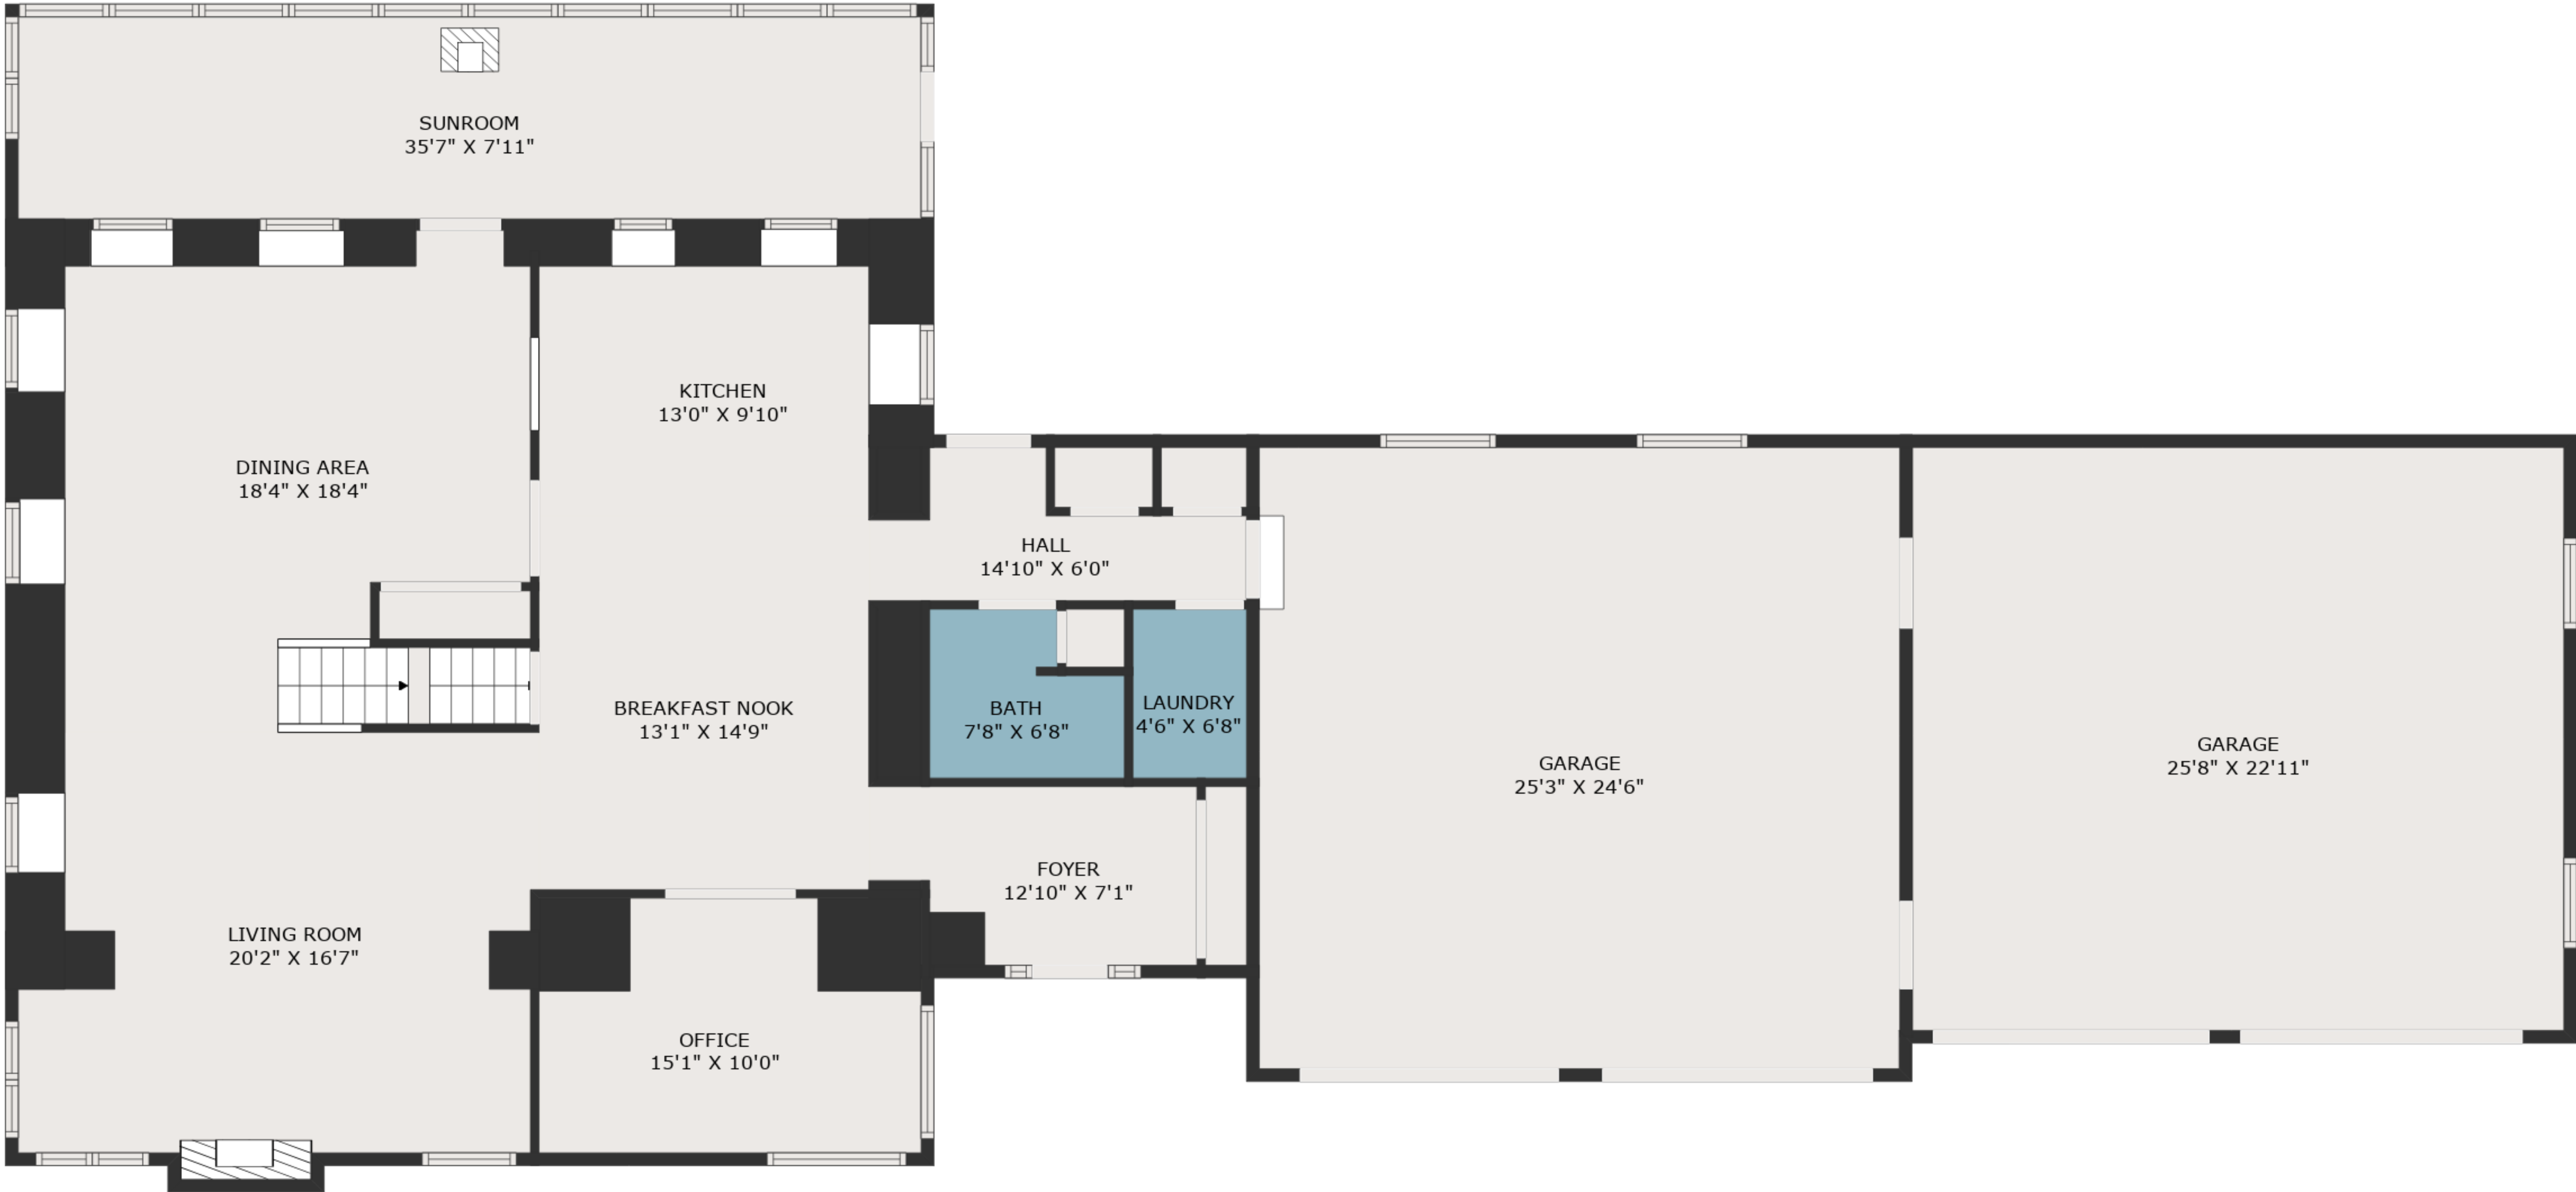 SUNROOM
35'7" X 7'11"
KITCHEN
13'0" X 9'10"
DINING AREA
18'4" X 18'4"
HALL
14'10" X 6'0"
BREAKFAST NOOK
13'1" X 14'9"
BATH
7'8" X 6'8"
LAUNDRY
4'6" X 6'8"
GARAGE
25'3" X 24'6"
GARAGE
25'8" X 22'11"
FOYER
12'10" X 7'1"
LIVING ROOM
20'2" X 16'7"
OFFICE
15'1" X 10'0"